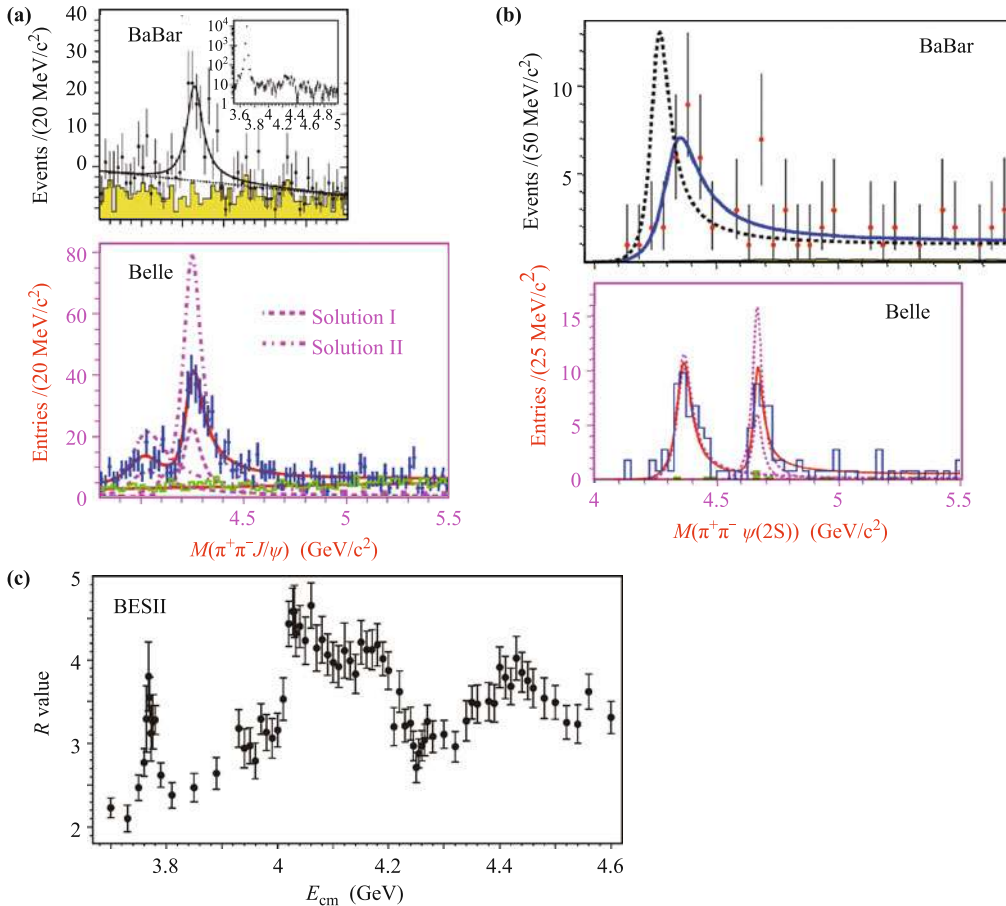 (a)
BaBar
Events /(20 MeV/c²)
40
30
20
10
0
10⁴
10³
10²
10
1
3.6 4 4.2 4.6 5
3.8 4.4 4.8
Belle
Entries /(20 MeV/c²)
80
60
40
20
0
Solution I
Solution II
4.5 5 5.5
M(π⁺π⁻J/ψ) (GeV/c²)
(b)
BaBar
Events /(50 MeV/c²)
10
5
Belle
Entries /(25 MeV/c²)
15
10
5
0
4 4.5 5 5.5
M(π⁺π⁻ ψ(2S)) (GeV/c²)
(c)
BESII
R value
5
4
3
2
3.8 4 4.2 4.4 4.6
E_cm (GeV)